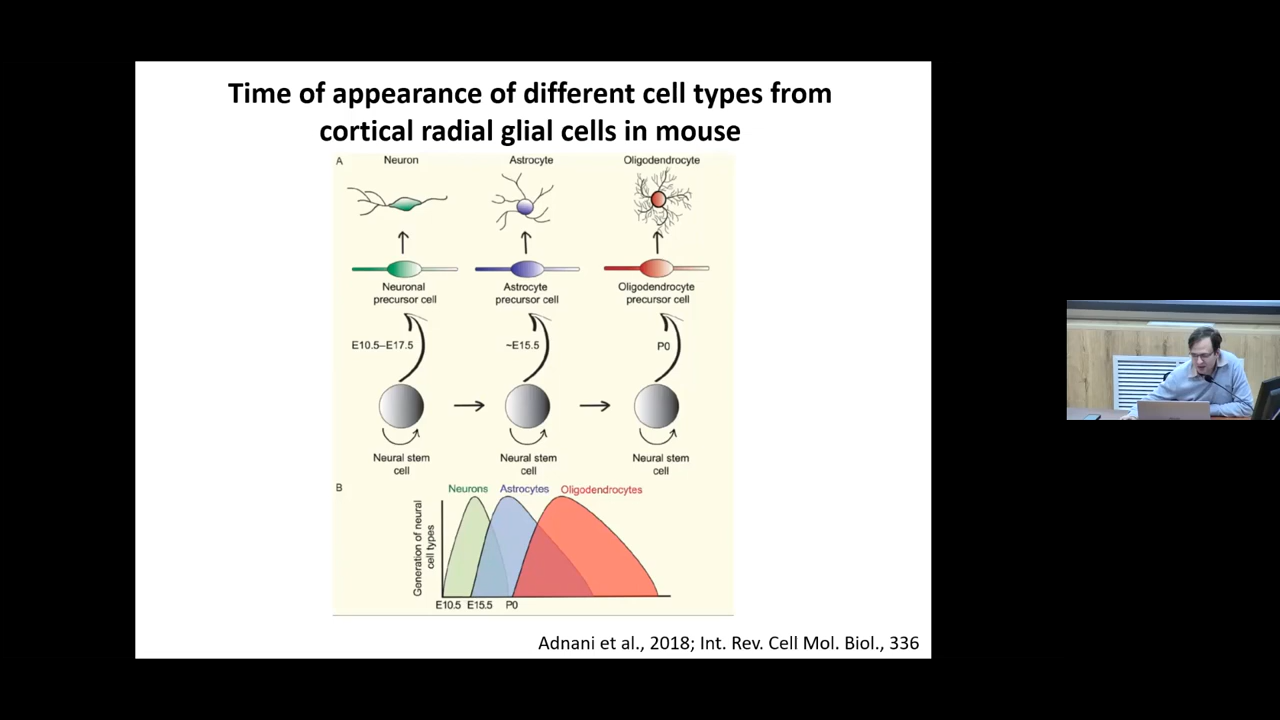 Time of appearance of different cell types from
cortical radial glial cells in mouse
A
Neuron
Astrocyte
Oligodendrocyte
Neuronal
precursor cell
Astrocyte
precursor cell
Oligodendrocyte
precursor cell
E10.5–E17.5
~E15.5
P0
Neural stem
cell
Neural stem
cell
Neural stem
cell
B
Neurons
Astrocytes
Oligodendrocytes
Generation of neural
cell types
E10.5
E15.5
P0
Adnani et al., 2018; Int. Rev. Cell Mol. Biol., 336